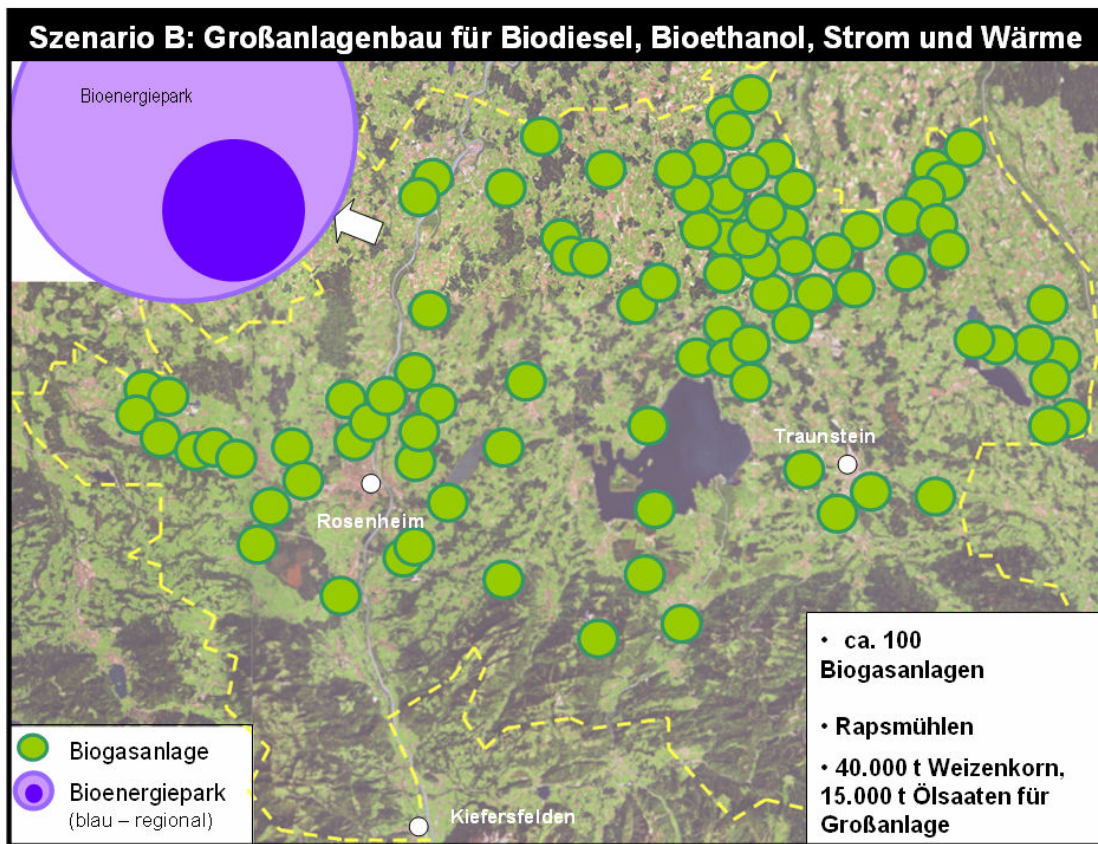 Szenario B: Großanlagenbau für Biodiesel, Bioethanol, Strom und Wärme
Bioenergiepark
Traunstein
Rosenheim
Kiefersfelden
• ca. 100
Biogasanlagen
• Rapsmühlen
• 40.000 t Weizenkorn,
15.000 t Ölsaaten für
Großanlage
Biogasanlage
Bioenergiepark
(blau – regional)